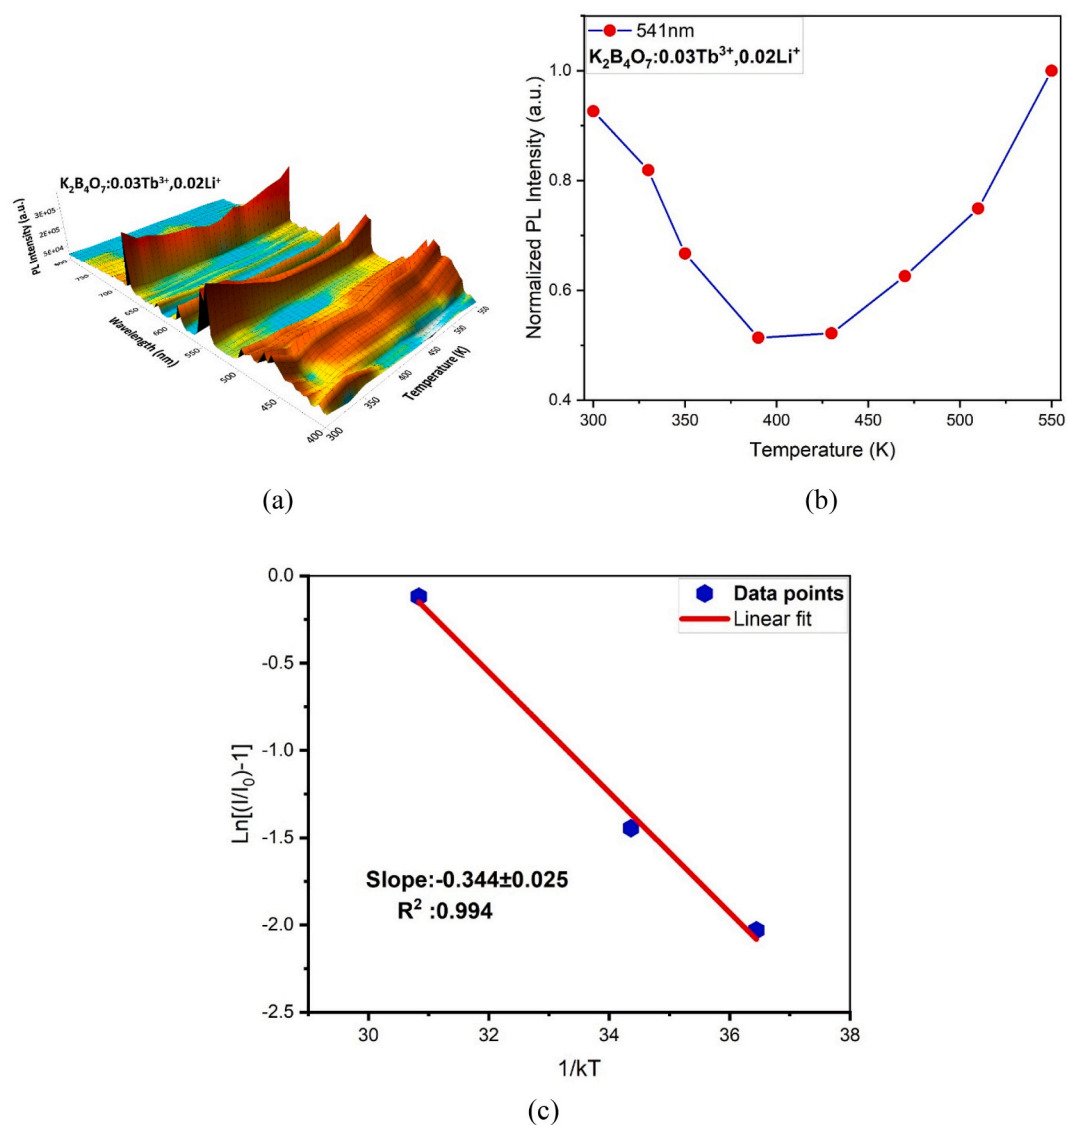 K₂B₄O₇:0.03Tb³⁺,0.02Li⁺
PL Intensity (a.u.)
3E+05
2E+05
5E+04
800
750
700
650
600
550
500
450
400
Wavelength (nm)
300
350
400
450
500
550
Temperature (K)
(a)
541nm
K₂B₄O₇:0.03Tb³⁺,0.02Li⁺
Normalized PL Intensity (a.u.)
1.0
0.8
0.6
0.4
300
350
400
450
500
550
Temperature (K)
(b)
Data points
Linear fit
Ln[(I/I₀)-1]
0.0
-0.5
-1.0
-1.5
-2.0
-2.5
Slope:-0.344±0.025
R² :0.994
30
32
34
36
38
1/kT
(c)